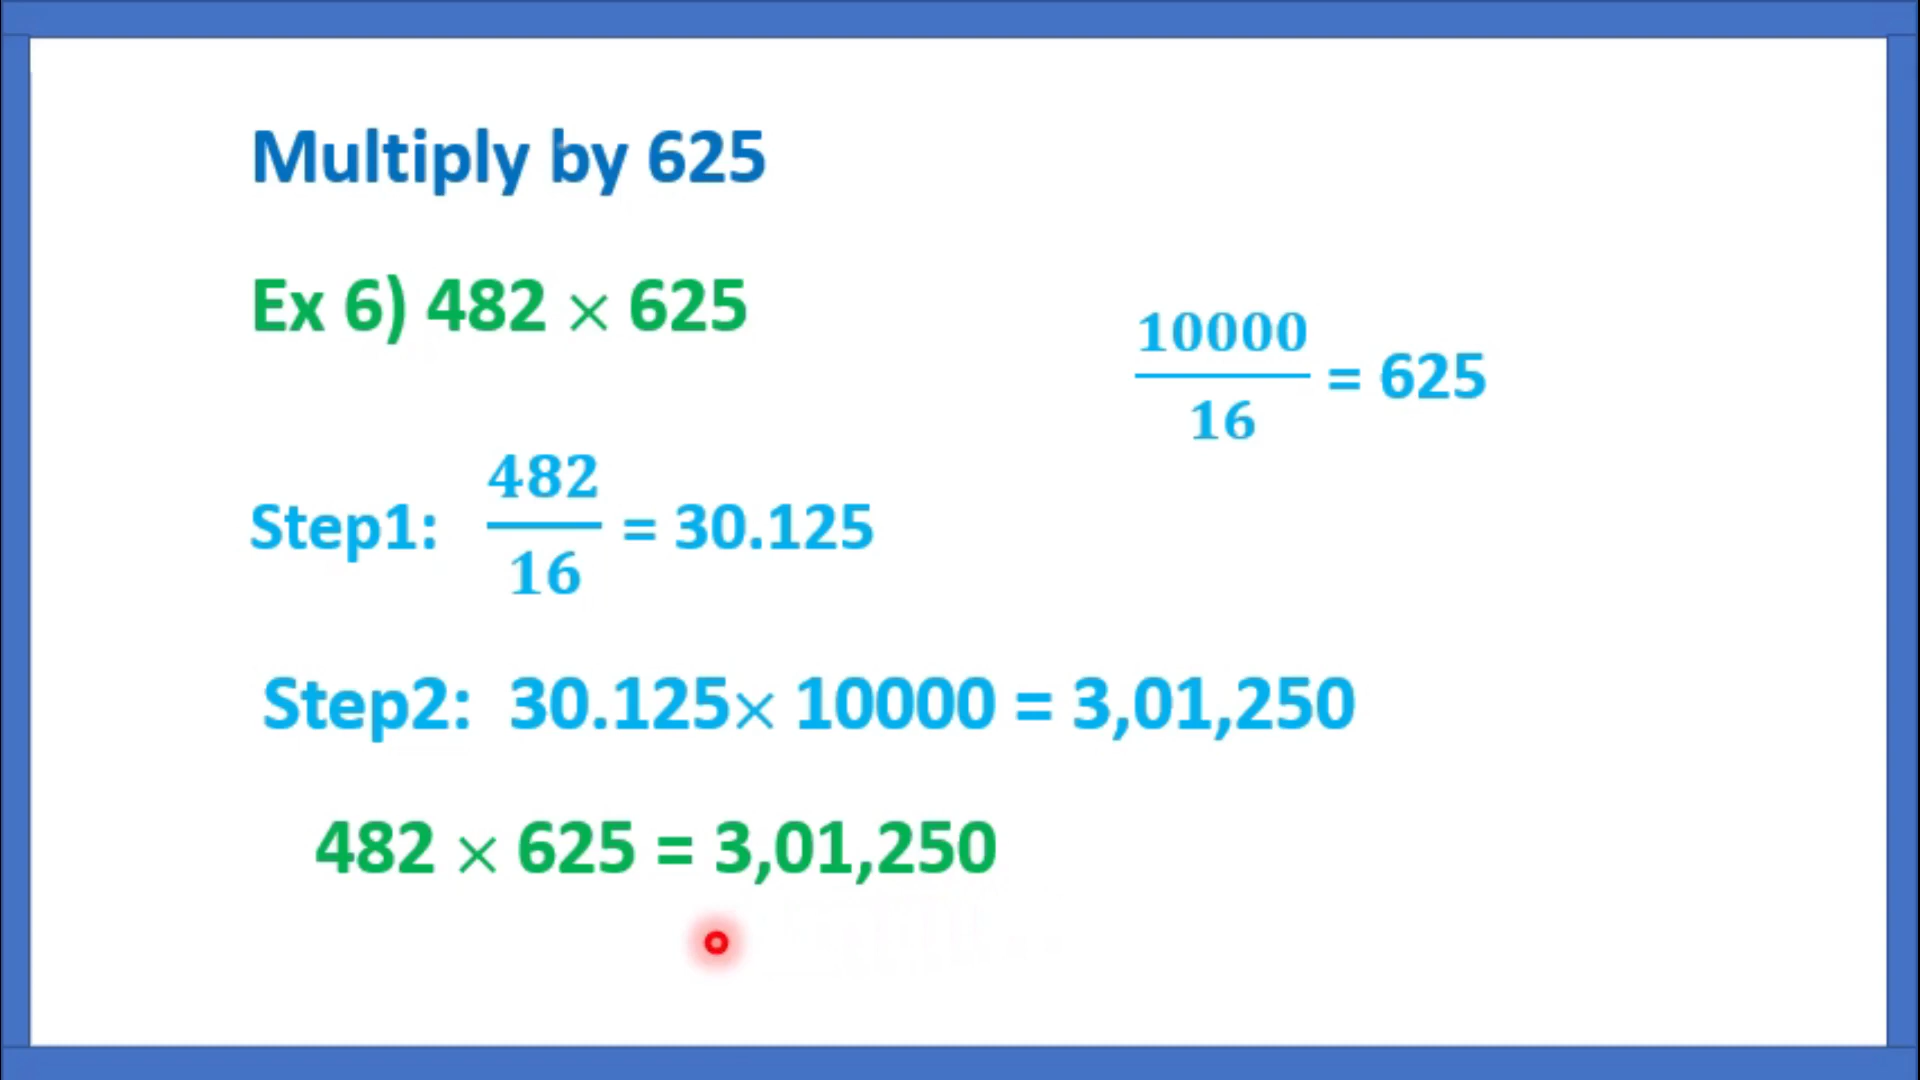 Multiply by 625
Ex 6) 482 × 625
10000
16
= 625
Step1: 482/16 = 30.125
Step2: 30.125× 10000 = 3,01,250
482 × 625 = 3,01,250